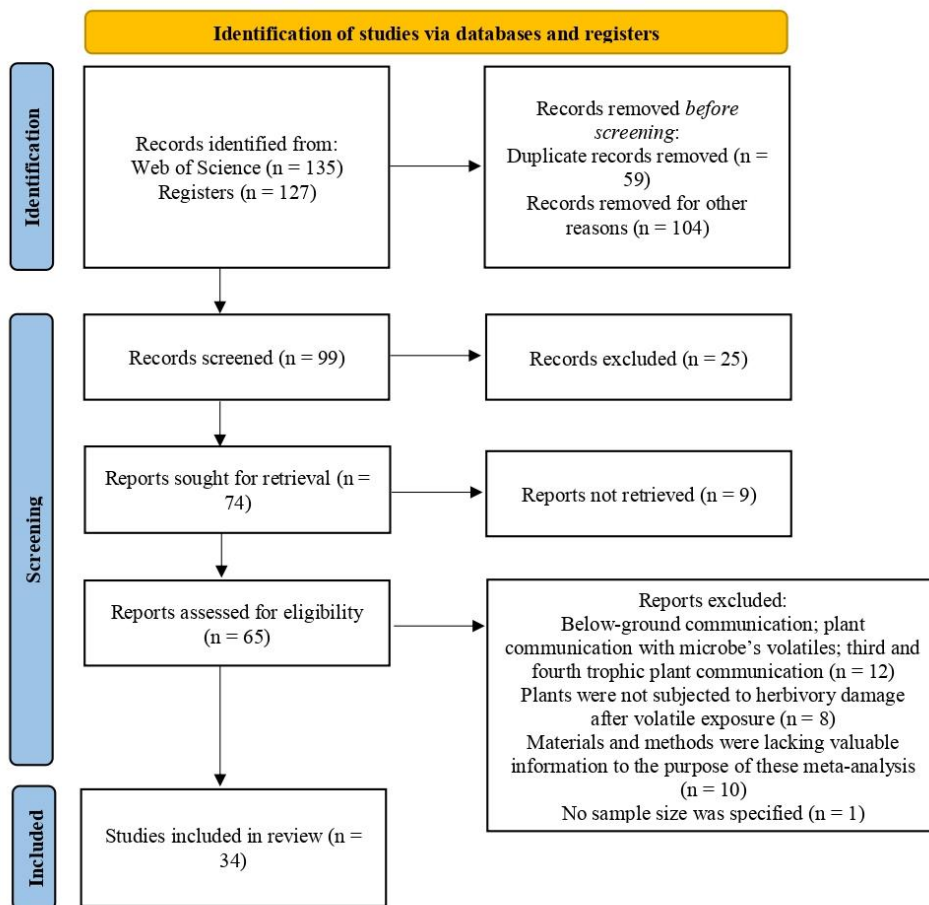 Identification of studies via databases and registers
Identification
Records identified from:
Web of Science (n = 135)
Registers (n = 127)
Records removed before
screening:
Duplicate records removed (n =
59)
Records removed for other
reasons (n = 104)
Screening
Records screened (n = 99)
Records excluded (n = 25)
Reports sought for retrieval (n =
74)
Reports not retrieved (n = 9)
Reports assessed for eligibility
(n = 65)
Reports excluded:
Below-ground communication; plant
communication with microbe’s volatiles; third and
fourth trophic plant communication (n = 12)
Plants were not subjected to herbivory damage
after volatile exposure (n = 8)
Materials and methods were lacking valuable
information to the purpose of these meta-analysis
(n = 10)
No sample size was specified (n = 1)
Included
Studies included in review (n =
34)